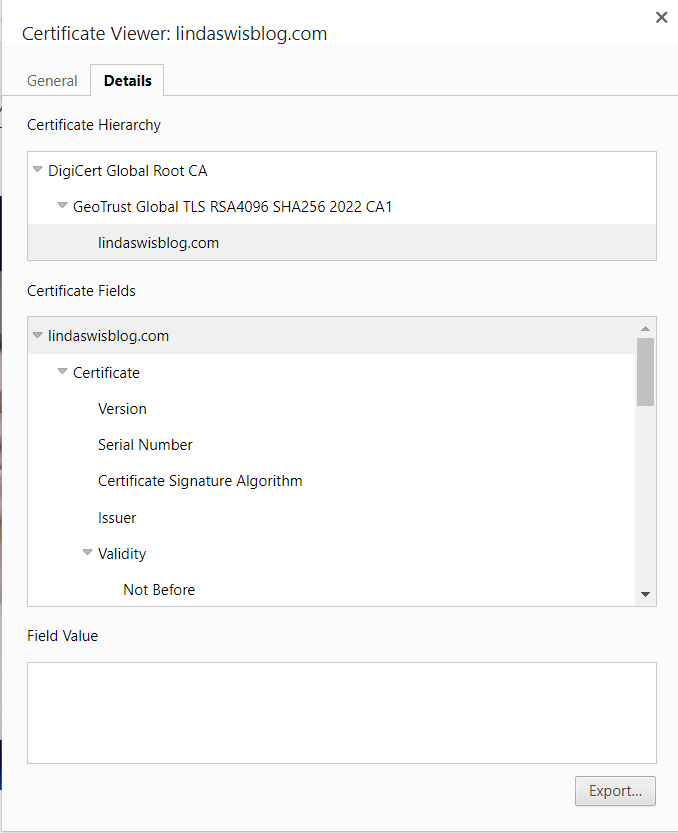 Certificate Viewer: lindaswisblog.com
General Details
Certificate Hierarchy
DigiCert Global Root CA
GeoTrust Global TLS RSA4096 SHA256 2022 CA1
lindaswisblog.com
Certificate Fields
lindaswisblog.com
Certificate
Version
Serial Number
Certificate Signature Algorithm
Issuer
Validity
Not Before
Field Value
Export...